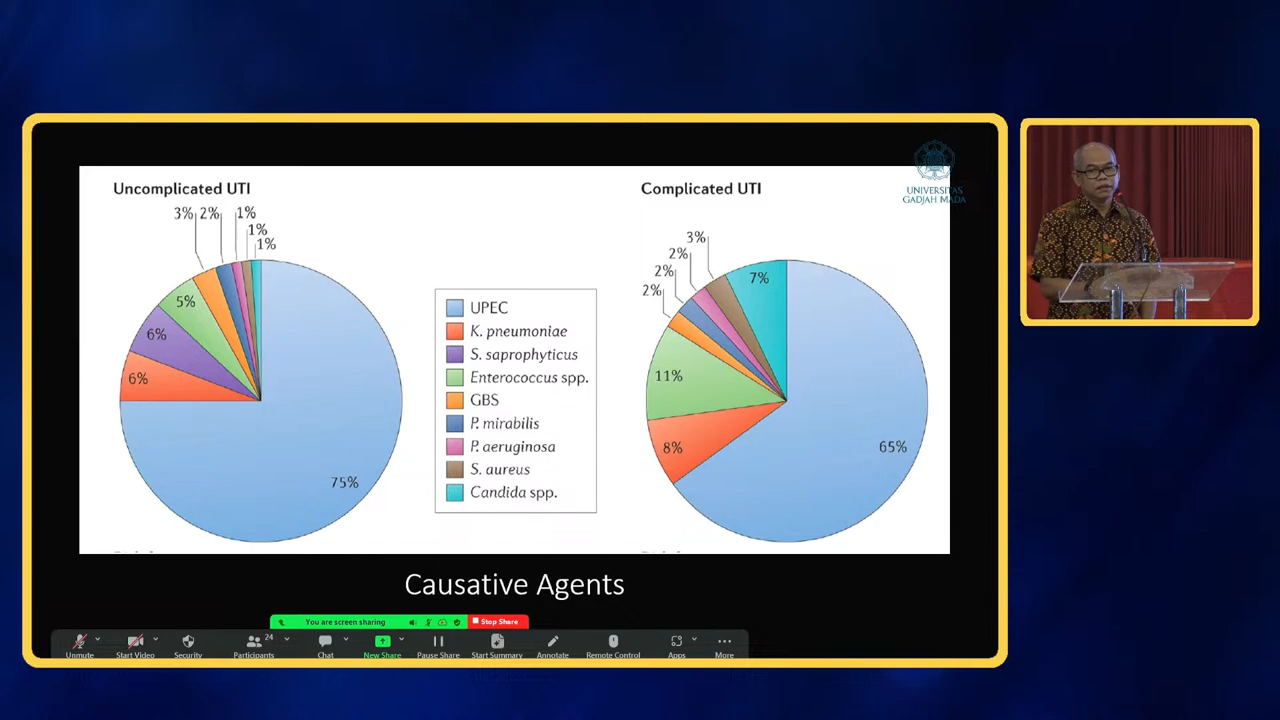 UNIVERSITAS
GADJAH MADA
Uncomplicated UTI
3%
2%
1%
1%
1%
5%
6%
6%
75%
UPEC
K. pneumoniae
S. saprophyticus
Enterococcus spp.
GBS
P. mirabilis
P. aeruginosa
S. aureus
Candida spp.
Complicated UTI
3%
2%
2%
2%
7%
11%
8%
65%
Causative Agents
You are screen sharing
Stop Share
Unmute
Start Video
Security
24
Participants
Chat
New Share
Pause Share
Start Summary
Annotate
Remote Control
Apps
More